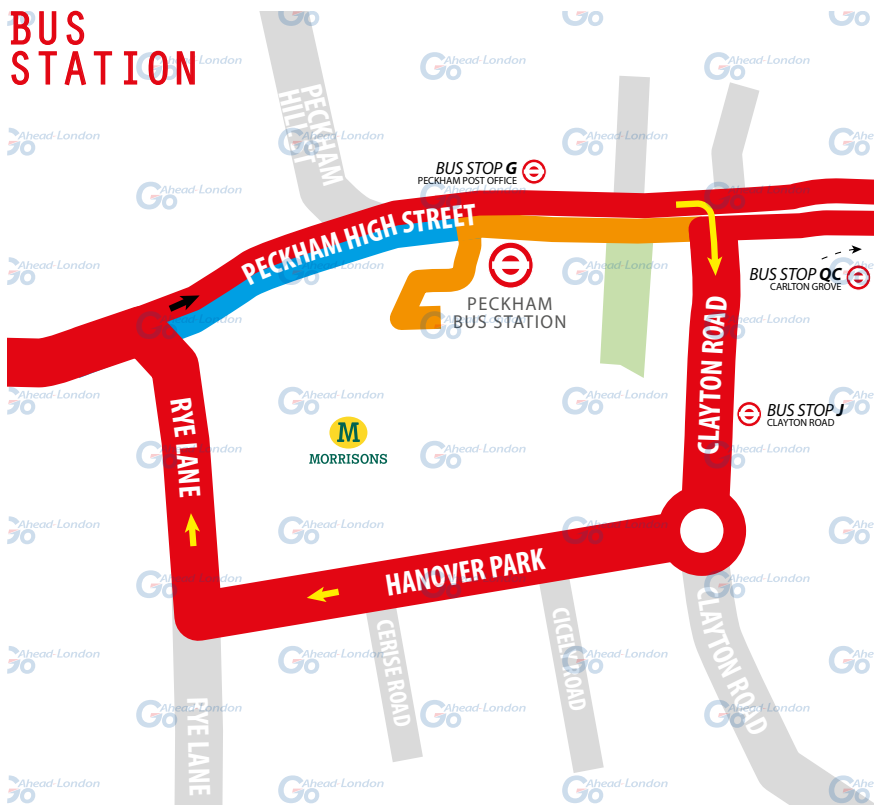 BUS
STATION
PECKHAM
HILL ST
BUS STOP G
PECKHAM POST OFFICE
PECKHAM HIGH STREET
PECKHAM
BUS STATION
BUS STOP QC
CARLTON GROVE
CLAYTON ROAD
BUS STOP J
CLAYTON ROAD
RYE LANE
M
MORRISONS
HANOVER PARK
CERISE ROAD
CICELY ROAD
CLAYTON ROAD
RYE LANE
Go Ahead-London